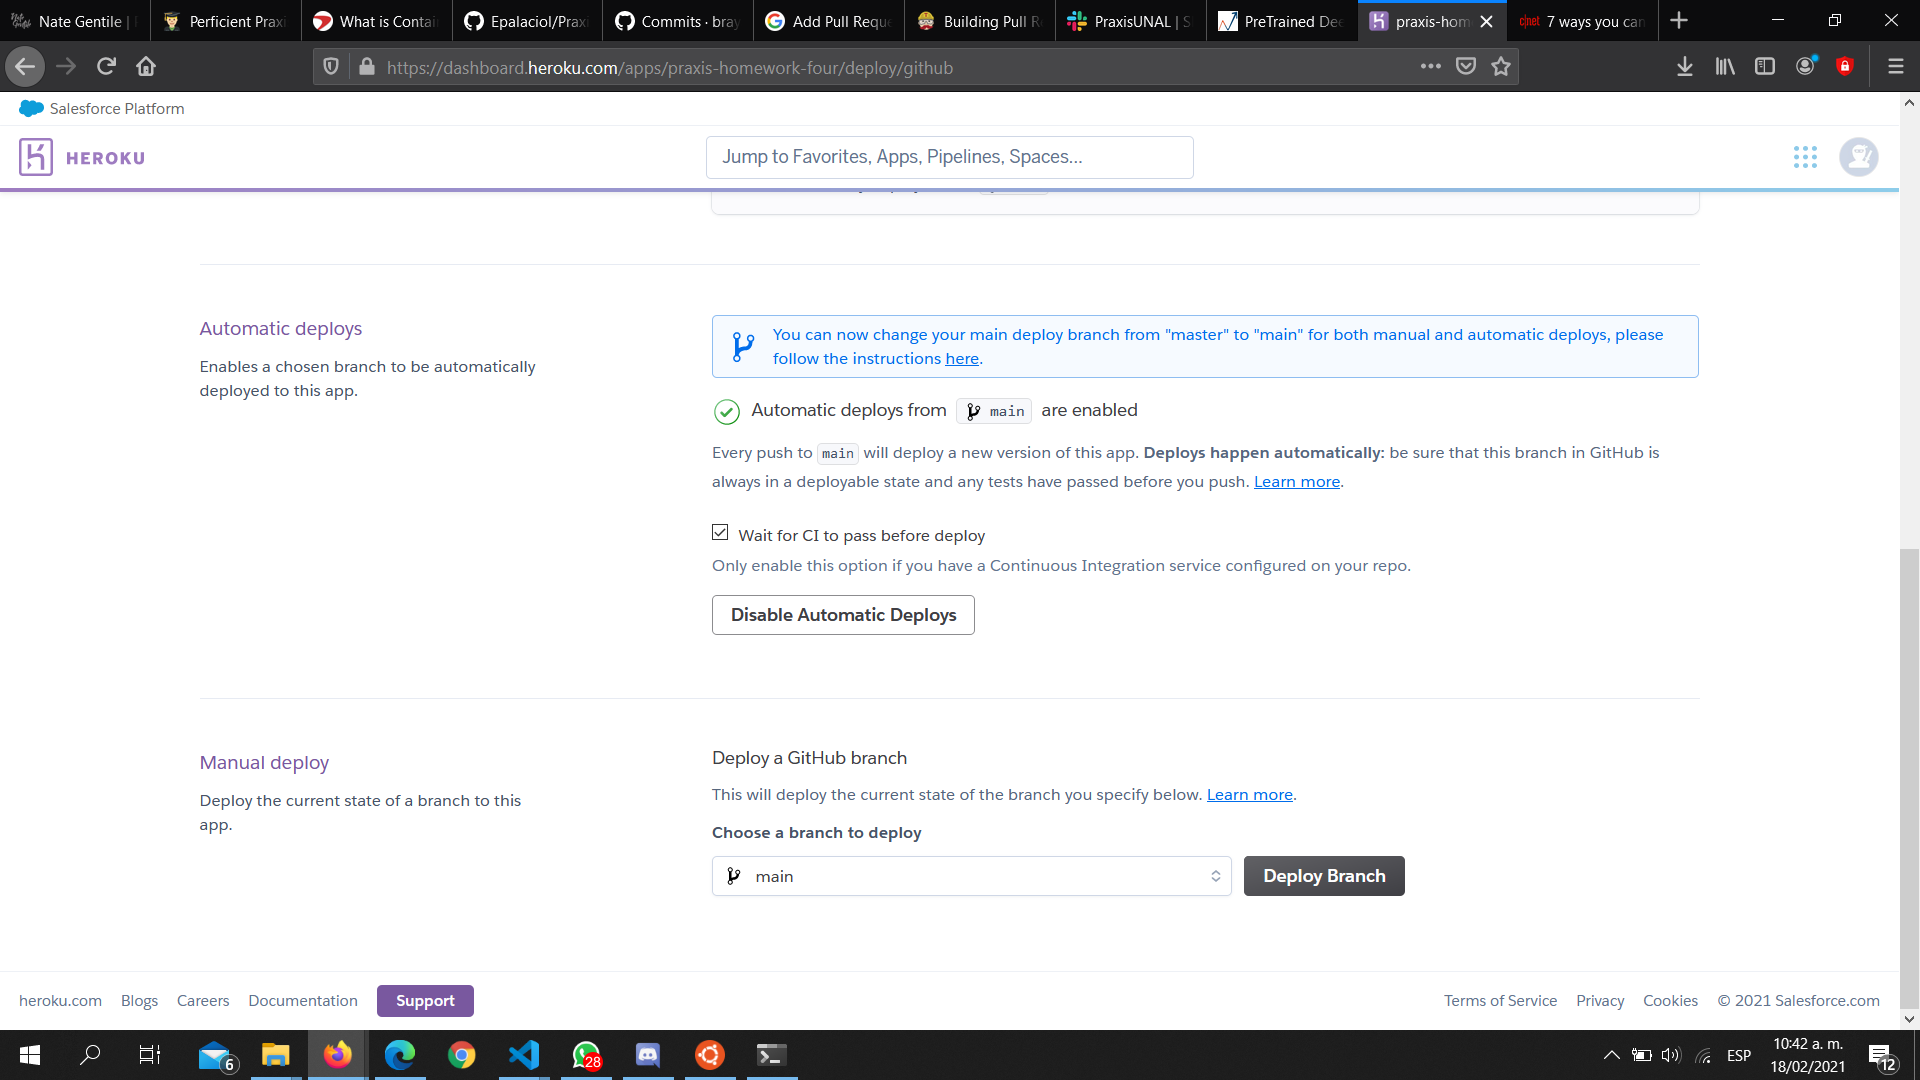 Nate Gentile |
Perficient Praxi
What is Contai
Epalaciol/Praxi
Commits · bray
Add Pull Reque
Building Pull R
PraxisUNAL | S
PreTrained Dee
praxis-hom
cnet 7 ways you can
https://dashboard.heroku.com/apps/praxis-homework-four/deploy/github
Salesforce Platform
HEROKU
Jump to Favorites, Apps, Pipelines, Spaces...
Automatic deploys
Enables a chosen branch to be automatically
deployed to this app.
You can now change your main deploy branch from "master" to "main" for both manual and automatic deploys, please
follow the instructions here.
Automatic deploys from main are enabled
Every push to main will deploy a new version of this app. Deploys happen automatically: be sure that this branch in GitHub is
always in a deployable state and any tests have passed before you push. Learn more.
Wait for CI to pass before deploy
Only enable this option if you have a Continuous Integration service configured on your repo.
Disable Automatic Deploys
Manual deploy
Deploy the current state of a branch to this
app.
Deploy a GitHub branch
This will deploy the current state of the branch you specify below. Learn more.
Choose a branch to deploy
main
Deploy Branch
heroku.com Blogs Careers Documentation Support
Terms of Service Privacy Cookies © 2021 Salesforce.com
6
28
ESP
10:42 a. m.
18/02/2021
12